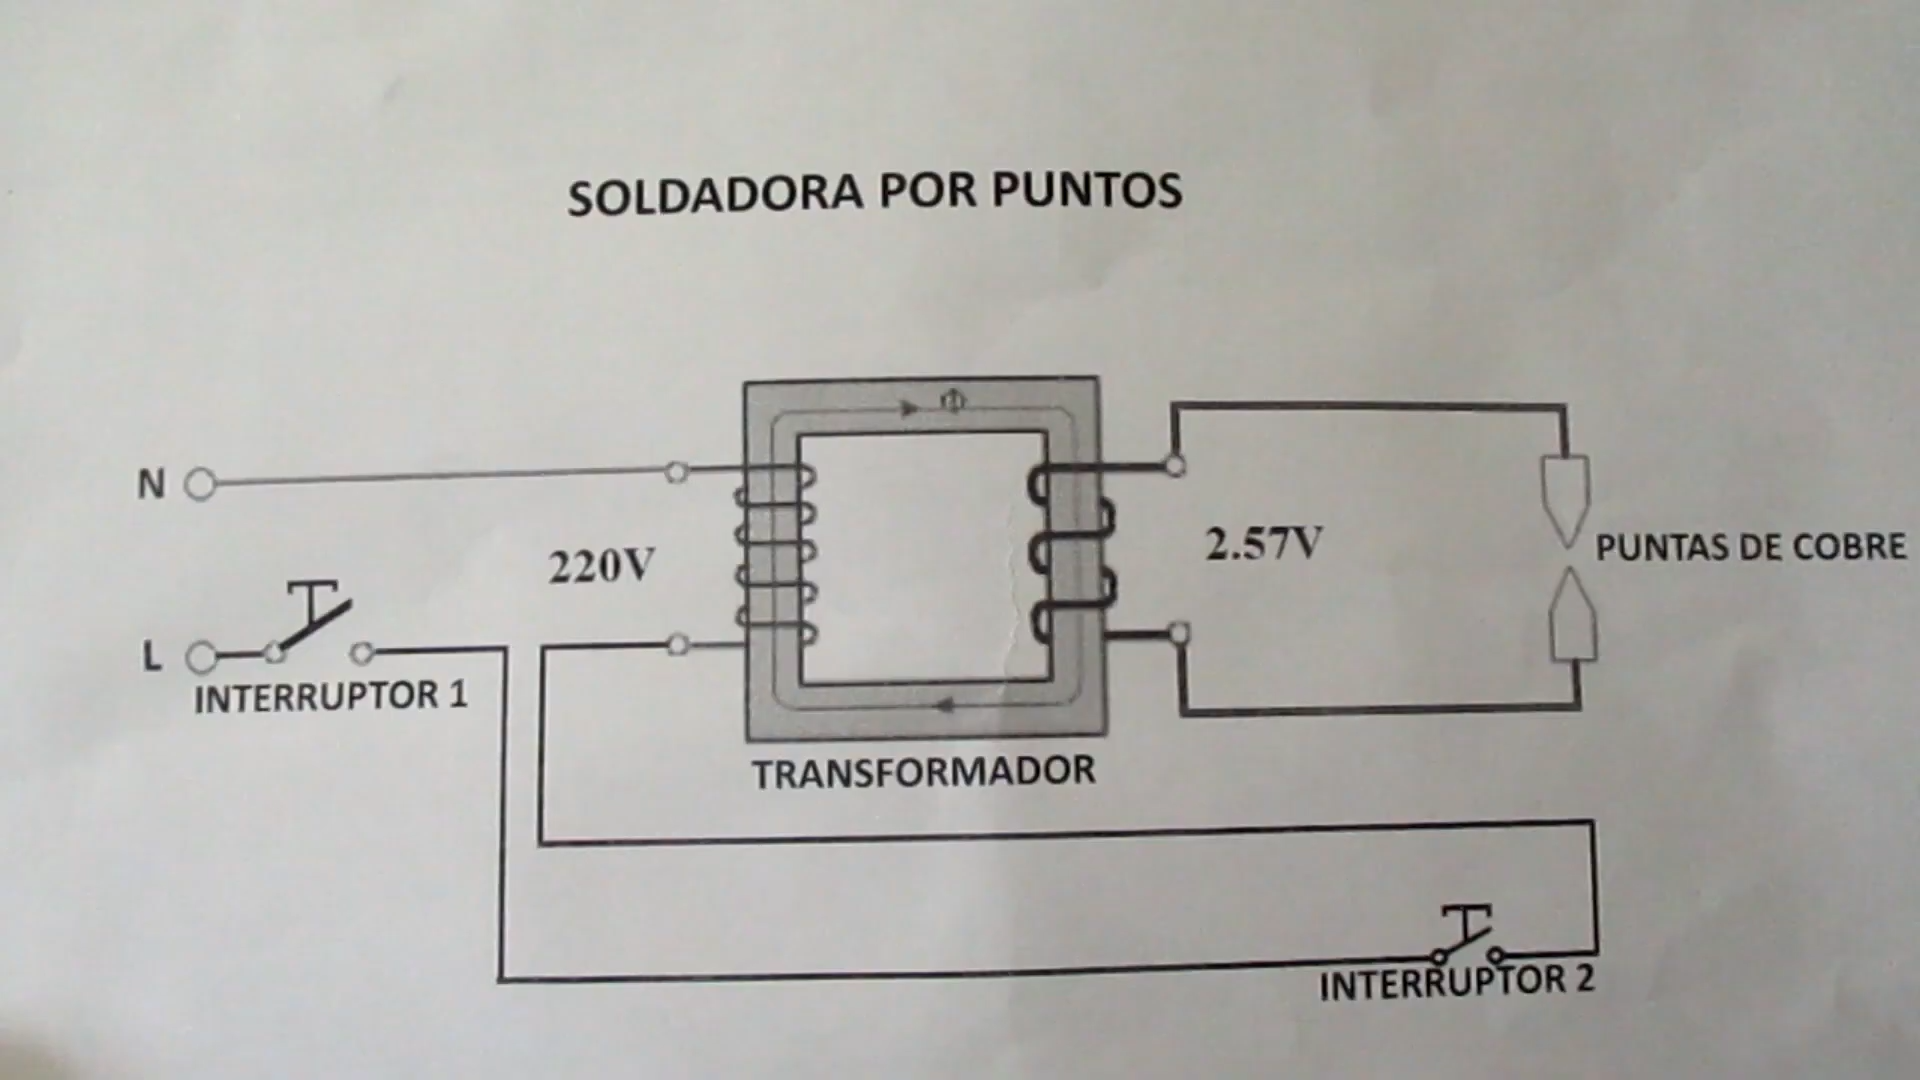 SOLDADORA POR PUNTOS
Φ
N
220V
2.57V
PUNTAS DE COBRE
L
INTERRUPTOR 1
TRANSFORMADOR
INTERRUPTOR 2